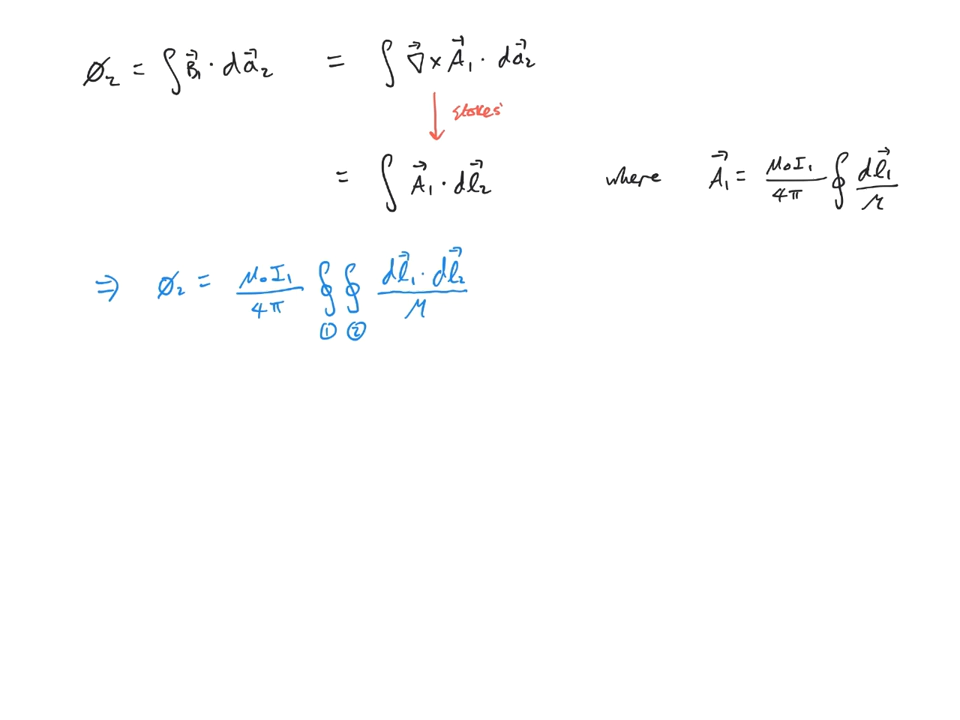 ϕ₂ = ∫ B⃗₁ · da⃗₂ = ∫ ∇⃗ × A⃗₁ · da⃗₂
↓ stokes'
= ∫ A⃗₁ · dℓ⃗₂ where A⃗₁ = μ₀I₁/4π ∮ dℓ⃗₁/r
⇒ ϕ₂ = μ₀I₁/4π ∮① ∮② dℓ⃗₁ · dℓ⃗₂/r